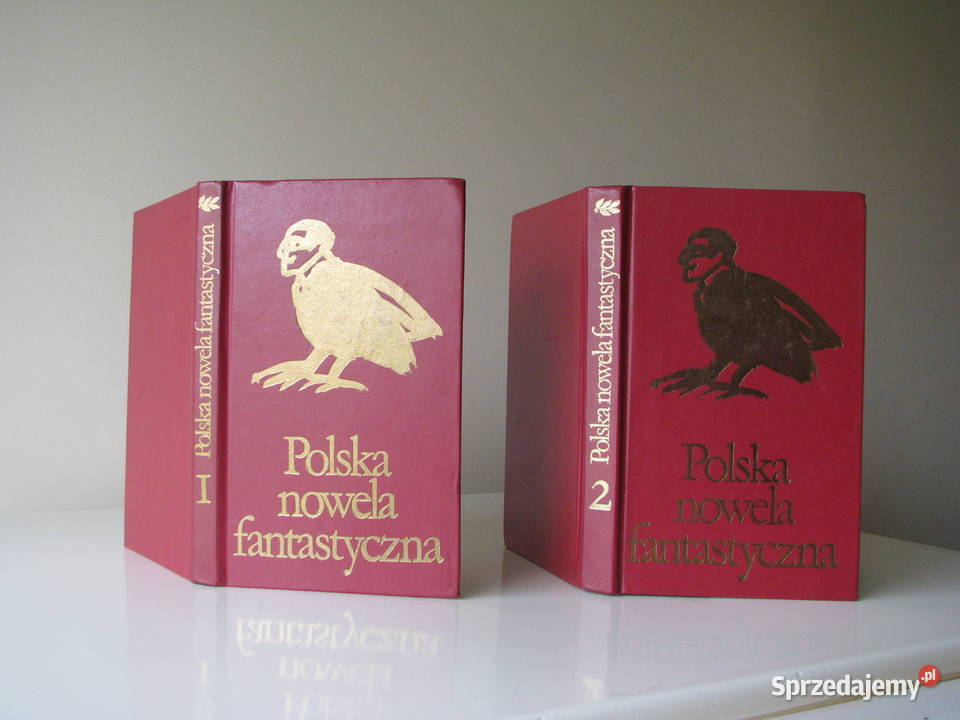 Polska nowela fantastyczna
I
Polska
nowela
fantastyczna
Polska nowela fantastyczna
2
Polska
nowela
fantastyczna
Sprzedajemy.pl